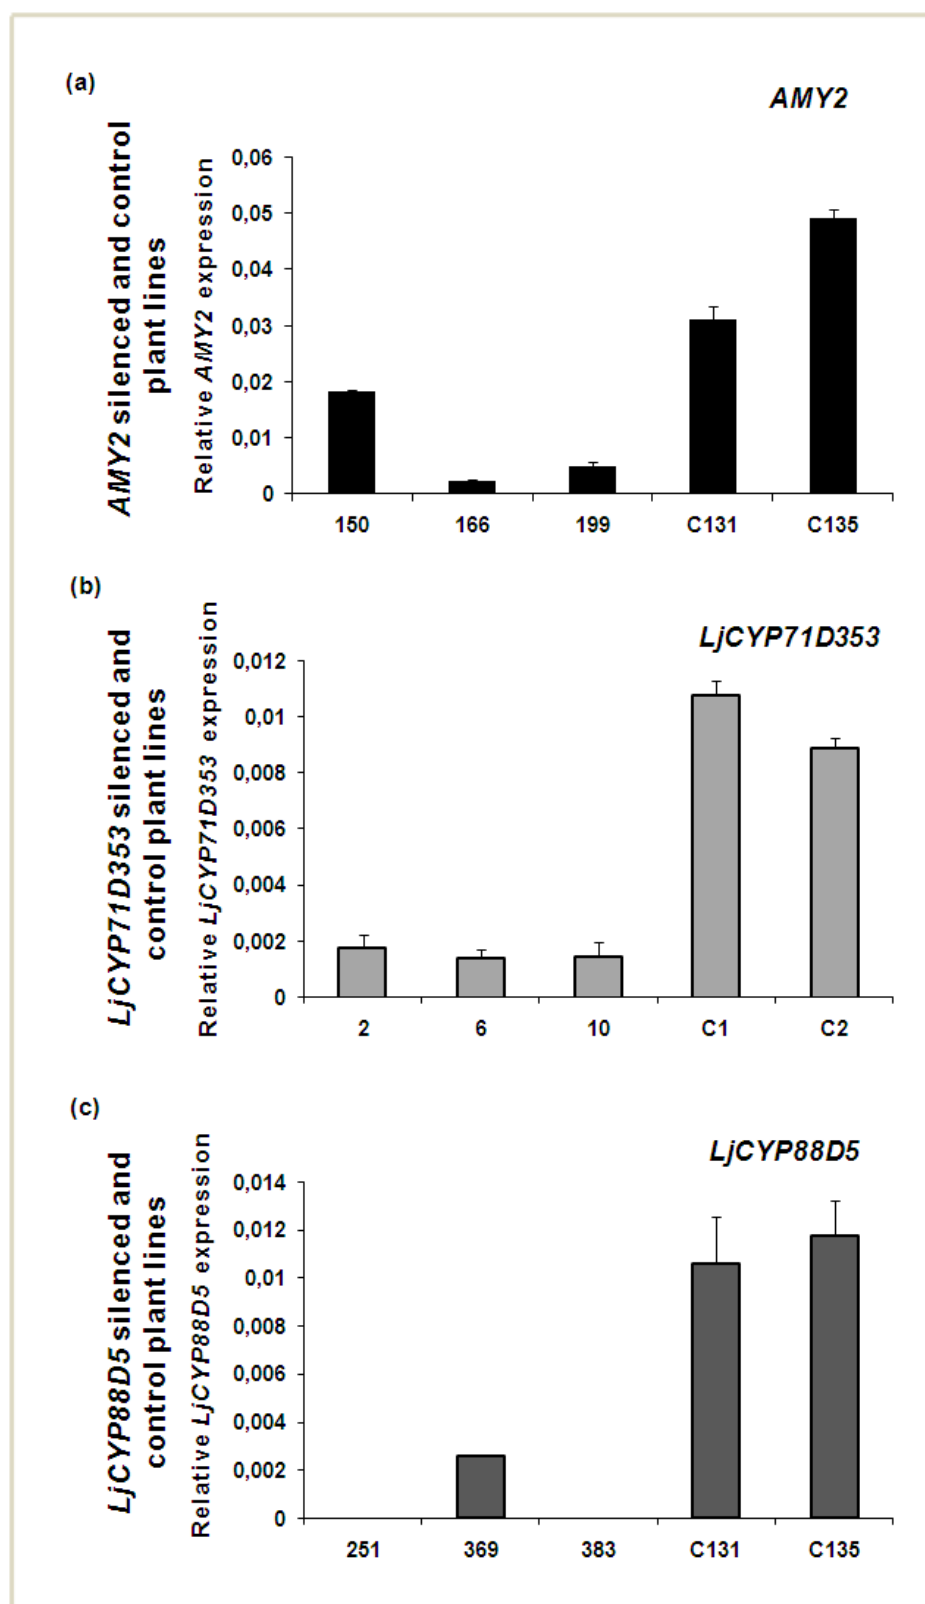 (a)
AMY2
AMY2 silenced and control
plant lines
Relative AMY2 expression
0,06
0,05
0,04
0,03
0,02
0,01
0
150 166 199 C131 C135
(b)
LjCYP71D353
LjCYP71D353 silenced and
control plant lines
Relative LjCYP71D353 expression
0,012
0,01
0,008
0,006
0,004
0,002
0
2 6 10 C1 C2
(c)
LjCYP88D5
LjCYP88D5 silenced and
control plant lines
Relative LjCYP88D5 expression
0,014
0,012
0,01
0,008
0,006
0,004
0,002
0
251 369 383 C131 C135